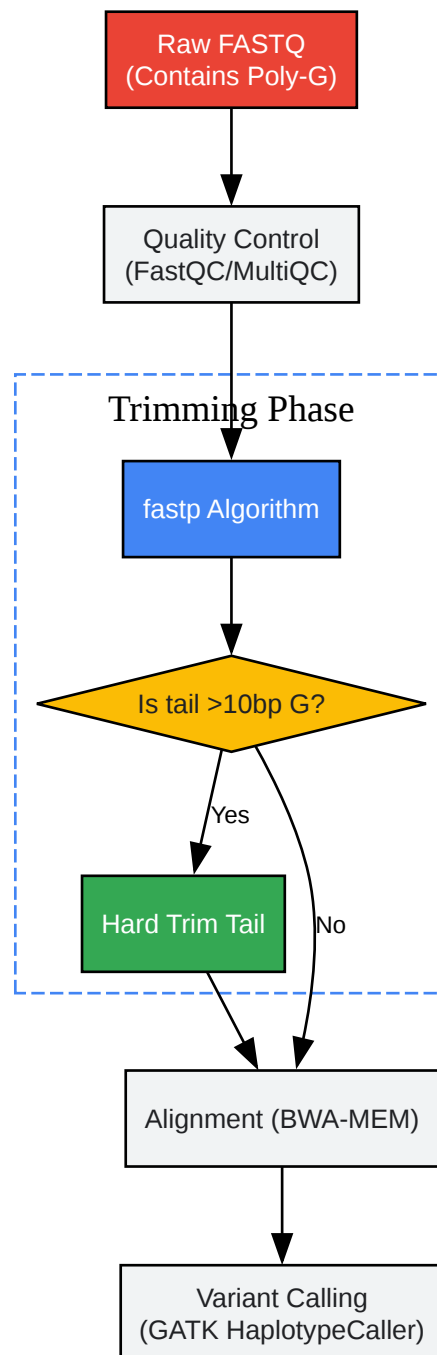 Raw FASTQ
(Contains Poly-G)
Quality Control
(FastQC/MultiQC)
Trimming Phase
fastp Algorithm
Is tail >10bp G?
Yes
Hard Trim Tail
No
Alignment (BWA-MEM)
Variant Calling
(GATK HaplotypeCaller)